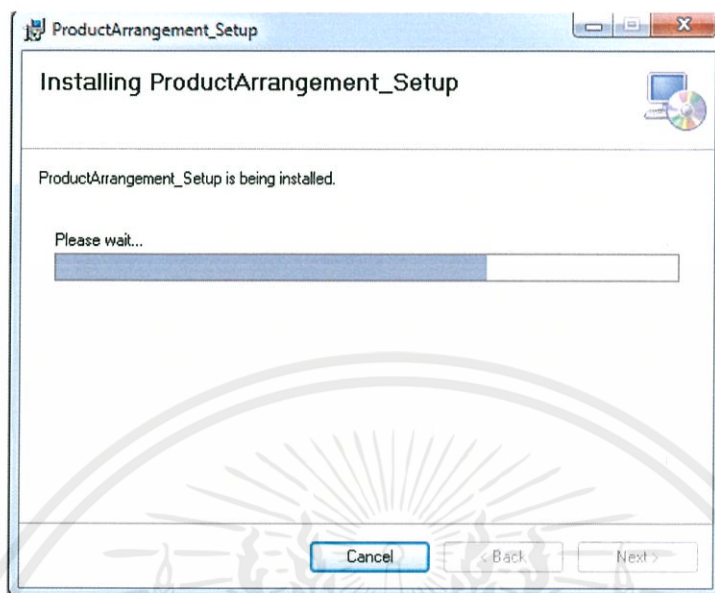 ProductArrangement_Setup
Installing ProductArrangement_Setup
ProductArrangement_Setup is being installed.
Please wait...
Cancel
< Back
Next >